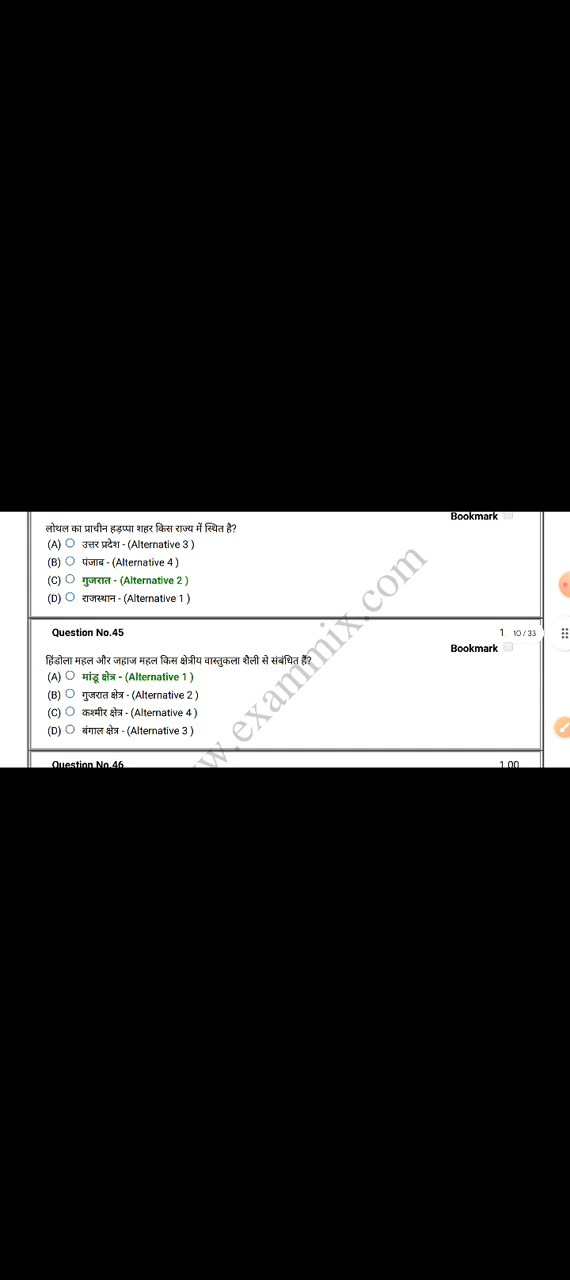 Bookmark
लोथल का प्राचीन हड़प्पा शहर किस राज्य में स्थित है?
(A) उत्तर प्रदेश - (Alternative 3 )
(B) पंजाब - (Alternative 4 )
(C) गुजरात - (Alternative 2 )
(D) राजस्थान - (Alternative 1 )
Question No.45 1 10 / 33
Bookmark
हिंडोला महल और जहाज महल किस क्षेत्रीय वास्तुकला शैली से संबंधित हैं?
(A) मांडू क्षेत्र - (Alternative 1 )
(B) गुजरात क्षेत्र - (Alternative 2 )
(C) कश्मीर क्षेत्र - (Alternative 4 )
(D) बंगाल क्षेत्र - (Alternative 3 )
Question No.46 1.00
w.exammix.com